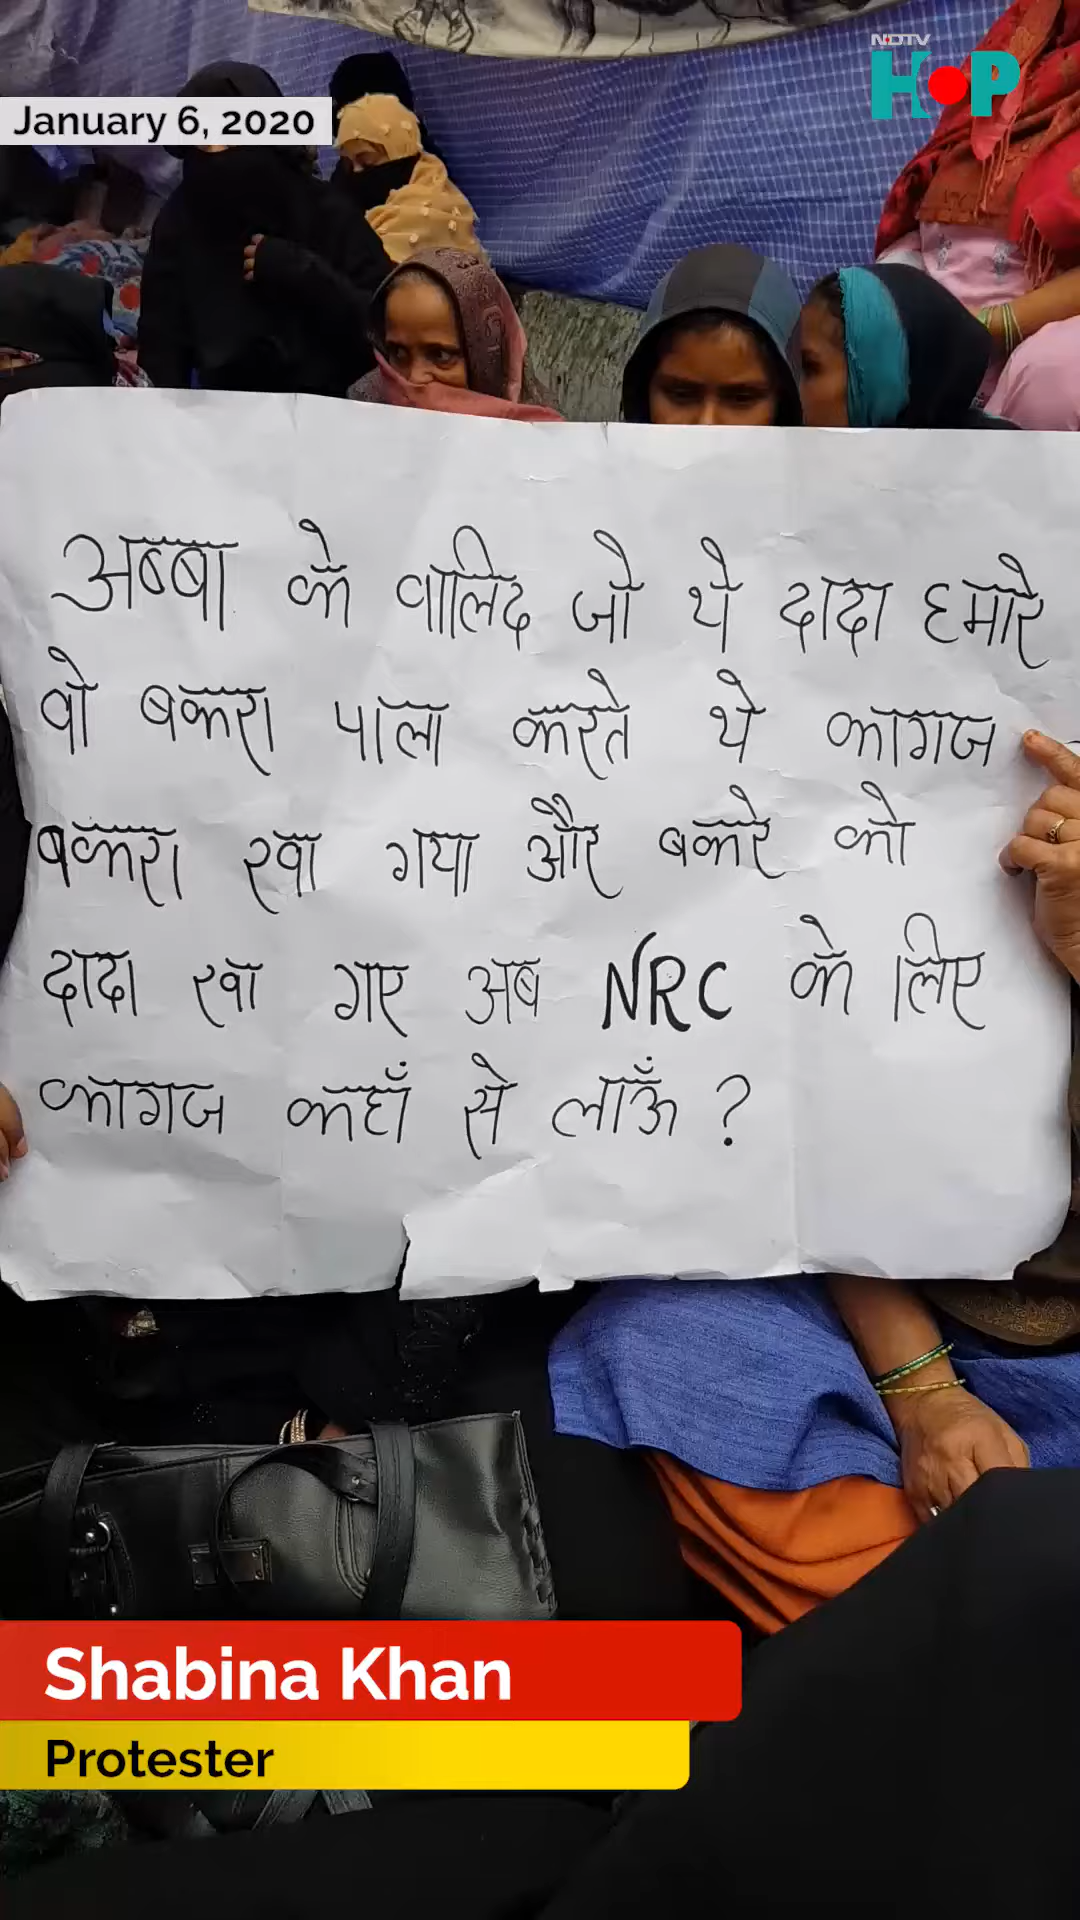 NDTV
HOP
January 6, 2020
अब्बा के वालिद जो थे दादा हमारे
वो बकरा पाला करते थे कागज
बकरा खा गया और बकरे को
दादा खा गए अब NRC के लिए
कागज कहाँ से लाऊँ ?
Shabina Khan
Protester